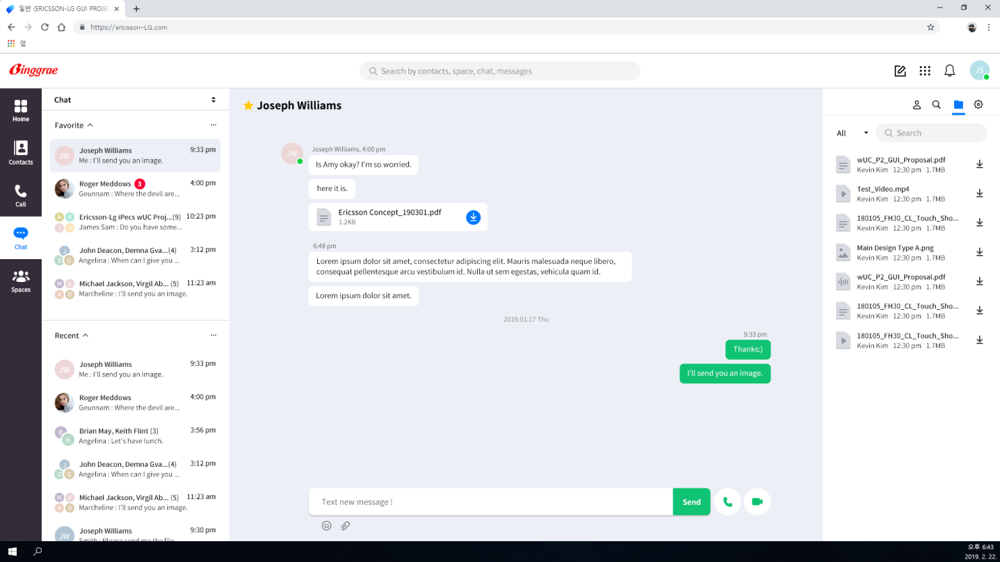 일반 (ERICSSON-LG GUI PROJEC
https://ericsson-LG.com
앱
Binggrae
Search by contacts, space, chat, messages
JS
Home
Contacts
Call
Chat
Spaces
Chat
Favorite
JW
Joseph Williams
9:33 pm
Me : I'll send you an image.
Roger Meddows 3
4:00 pm
Geunnam : Where the devil are...
A K J D
Ericsson-Lg iPecs wUC Proj...(9)
10:23 pm
James Sam : Do you have some...
J D G
John Deacon, Demna Gva...(4)
3:12 pm
Angelina : When can I give you ...
M V A D
Michael Jackson, Virgil Ab... (5)
11:23 am
Marcheline : I'll send you an image.
Recent
JW
Joseph Williams
9:33 pm
Me : I'll send you an image.
Roger Meddows
4:00 pm
Geunnam : Where the devil are...
B K
Brian May, Keith Flint (3)
3:56 pm
Angelina : Let's have lunch.
J D G
John Deacon, Demna Gva...(4)
3:12 pm
Angelina : When can I give you ...
M V A D
Michael Jackson, Virgil Ab... (5)
11:23 am
Marcheline : I'll send you an image.
JW
Joseph Williams
9:30 pm
Smith : Please send me the file
Joseph Williams
JW
Joseph Williams, 4:00 pm
Is Amy okay? I'm so worried.
here it is.
Ericsson Concept_190301.pdf
1.2KB
6:48 pm
Lorem ipsum dolor sit amet, consectetur adipiscing elit. Mauris malesuada neque libero,
consequat pellentesque arcu vestibulum id. Nulla ut sem egestas, vehicula quam id.
Lorem ipsum dolor sit amet.
2019.01.17 Thu
9:33 pm
Thanks:)
I'll send you an image.
Text new message !
Send
All
Search
wUC_P2_GUI_Proposal.pdf
Kevin Kim 12:30 pm 1.7MB
Test_Video.mp4
Kevin Kim 12:30 pm 1.7MB
180105_FH30_CL_Touch_Sho...
Kevin Kim 12:30 pm 1.7MB
Main Design Type A.png
Kevin Kim 12:30 pm 1.7MB
wUC_P2_GUI_Proposal.pdf
Kevin Kim 12:30 pm 1.7MB
180105_FH30_CL_Touch_Sho...
Kevin Kim 12:30 pm 1.7MB
180105_FH30_CL_Touch_Sho...
Kevin Kim 12:30 pm 1.7MB
오후 6:43
2019. 2. 22.